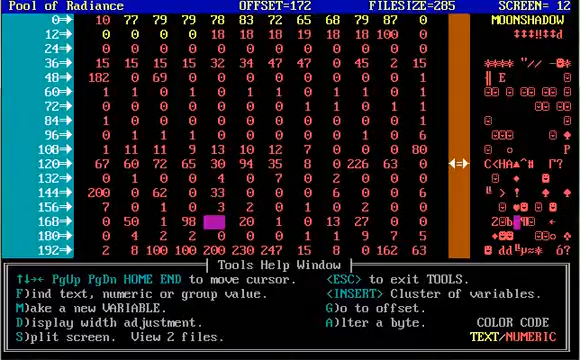 Pool of Radiance OFFSET=172 FILESIZE=285 SCREEN= 12
0→ 10 77 79 79 78 83 72 65 68 79 87 0 MOONSHADOW
12→ 0 0 0 0 18 18 18 19 18 18 100 0
24→ 0 0 0 0 0 0 0 0 0 0 0 0
36→ 15 15 15 15 32 34 47 47 0 45 2 15
48→ 182 0 69 0 0 0 0 0 0 0 0 1 E
60→ 1 1 0 1 1 0 1 0 0 1 1 0
72→ 0 0 0 0 0 1 1 0 0 0 1 1
84→ 1 0 0 0 0 0 0 0 0 0 0 1
96→ 0 1 1 1 0 0 0 0 0 1 0 6
108→ 1 11 11 9 13 10 12 7 0 0 0 80 P
120→ 67 60 72 65 30 94 35 8 0 226 63 0 C<HA▲^# Γ?
132→ 0 1 0 0 4 0 7 0 2 0 0 0
144→ 200 0 62 0 33 0 0 0 6 0 0 6
156→ 7 0 1 0 3 2 1 0 2 0 1 0
168→ 0 50 1 98 20 1 0 13 27 0 0
180→ 0 4 2 2 0 0 0 1 1 9 7 5
192→ 2 8 100 100 200 230 247 15 8 0 162 63
Tools Help Window
↑↓→← PgUp PgDn HOME END to move cursor. <ESC> to exit TOOLS.
F)ind text, numeric or group value. <INSERT> Cluster of variables.
M)ake a new VARIABLE. G)o to offset.
D)isplay width adjustment. A)lter a byte. COLOR CODE
S)plit screen. View 2 files. TEXT/NUMERIC